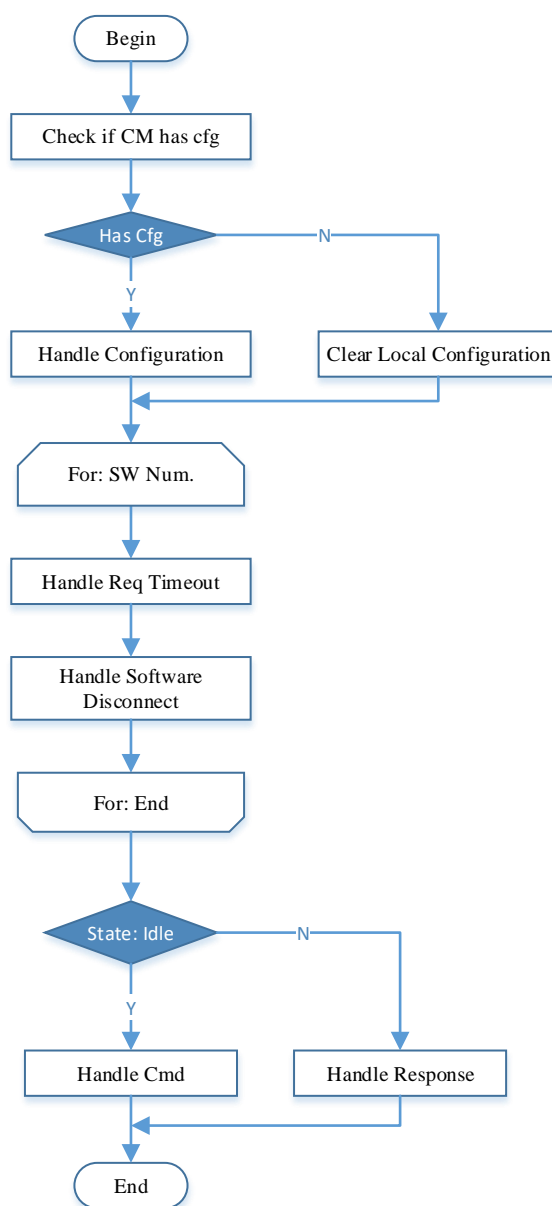 Begin
Check if CM has cfg
Has Cfg
N
Y
Handle Configuration
Clear Local Configuration
For: SW Num.
Handle Req Timeout
Handle Software
Disconnect
For: End
State: Idle
N
Y
Handle Cmd
Handle Response
End